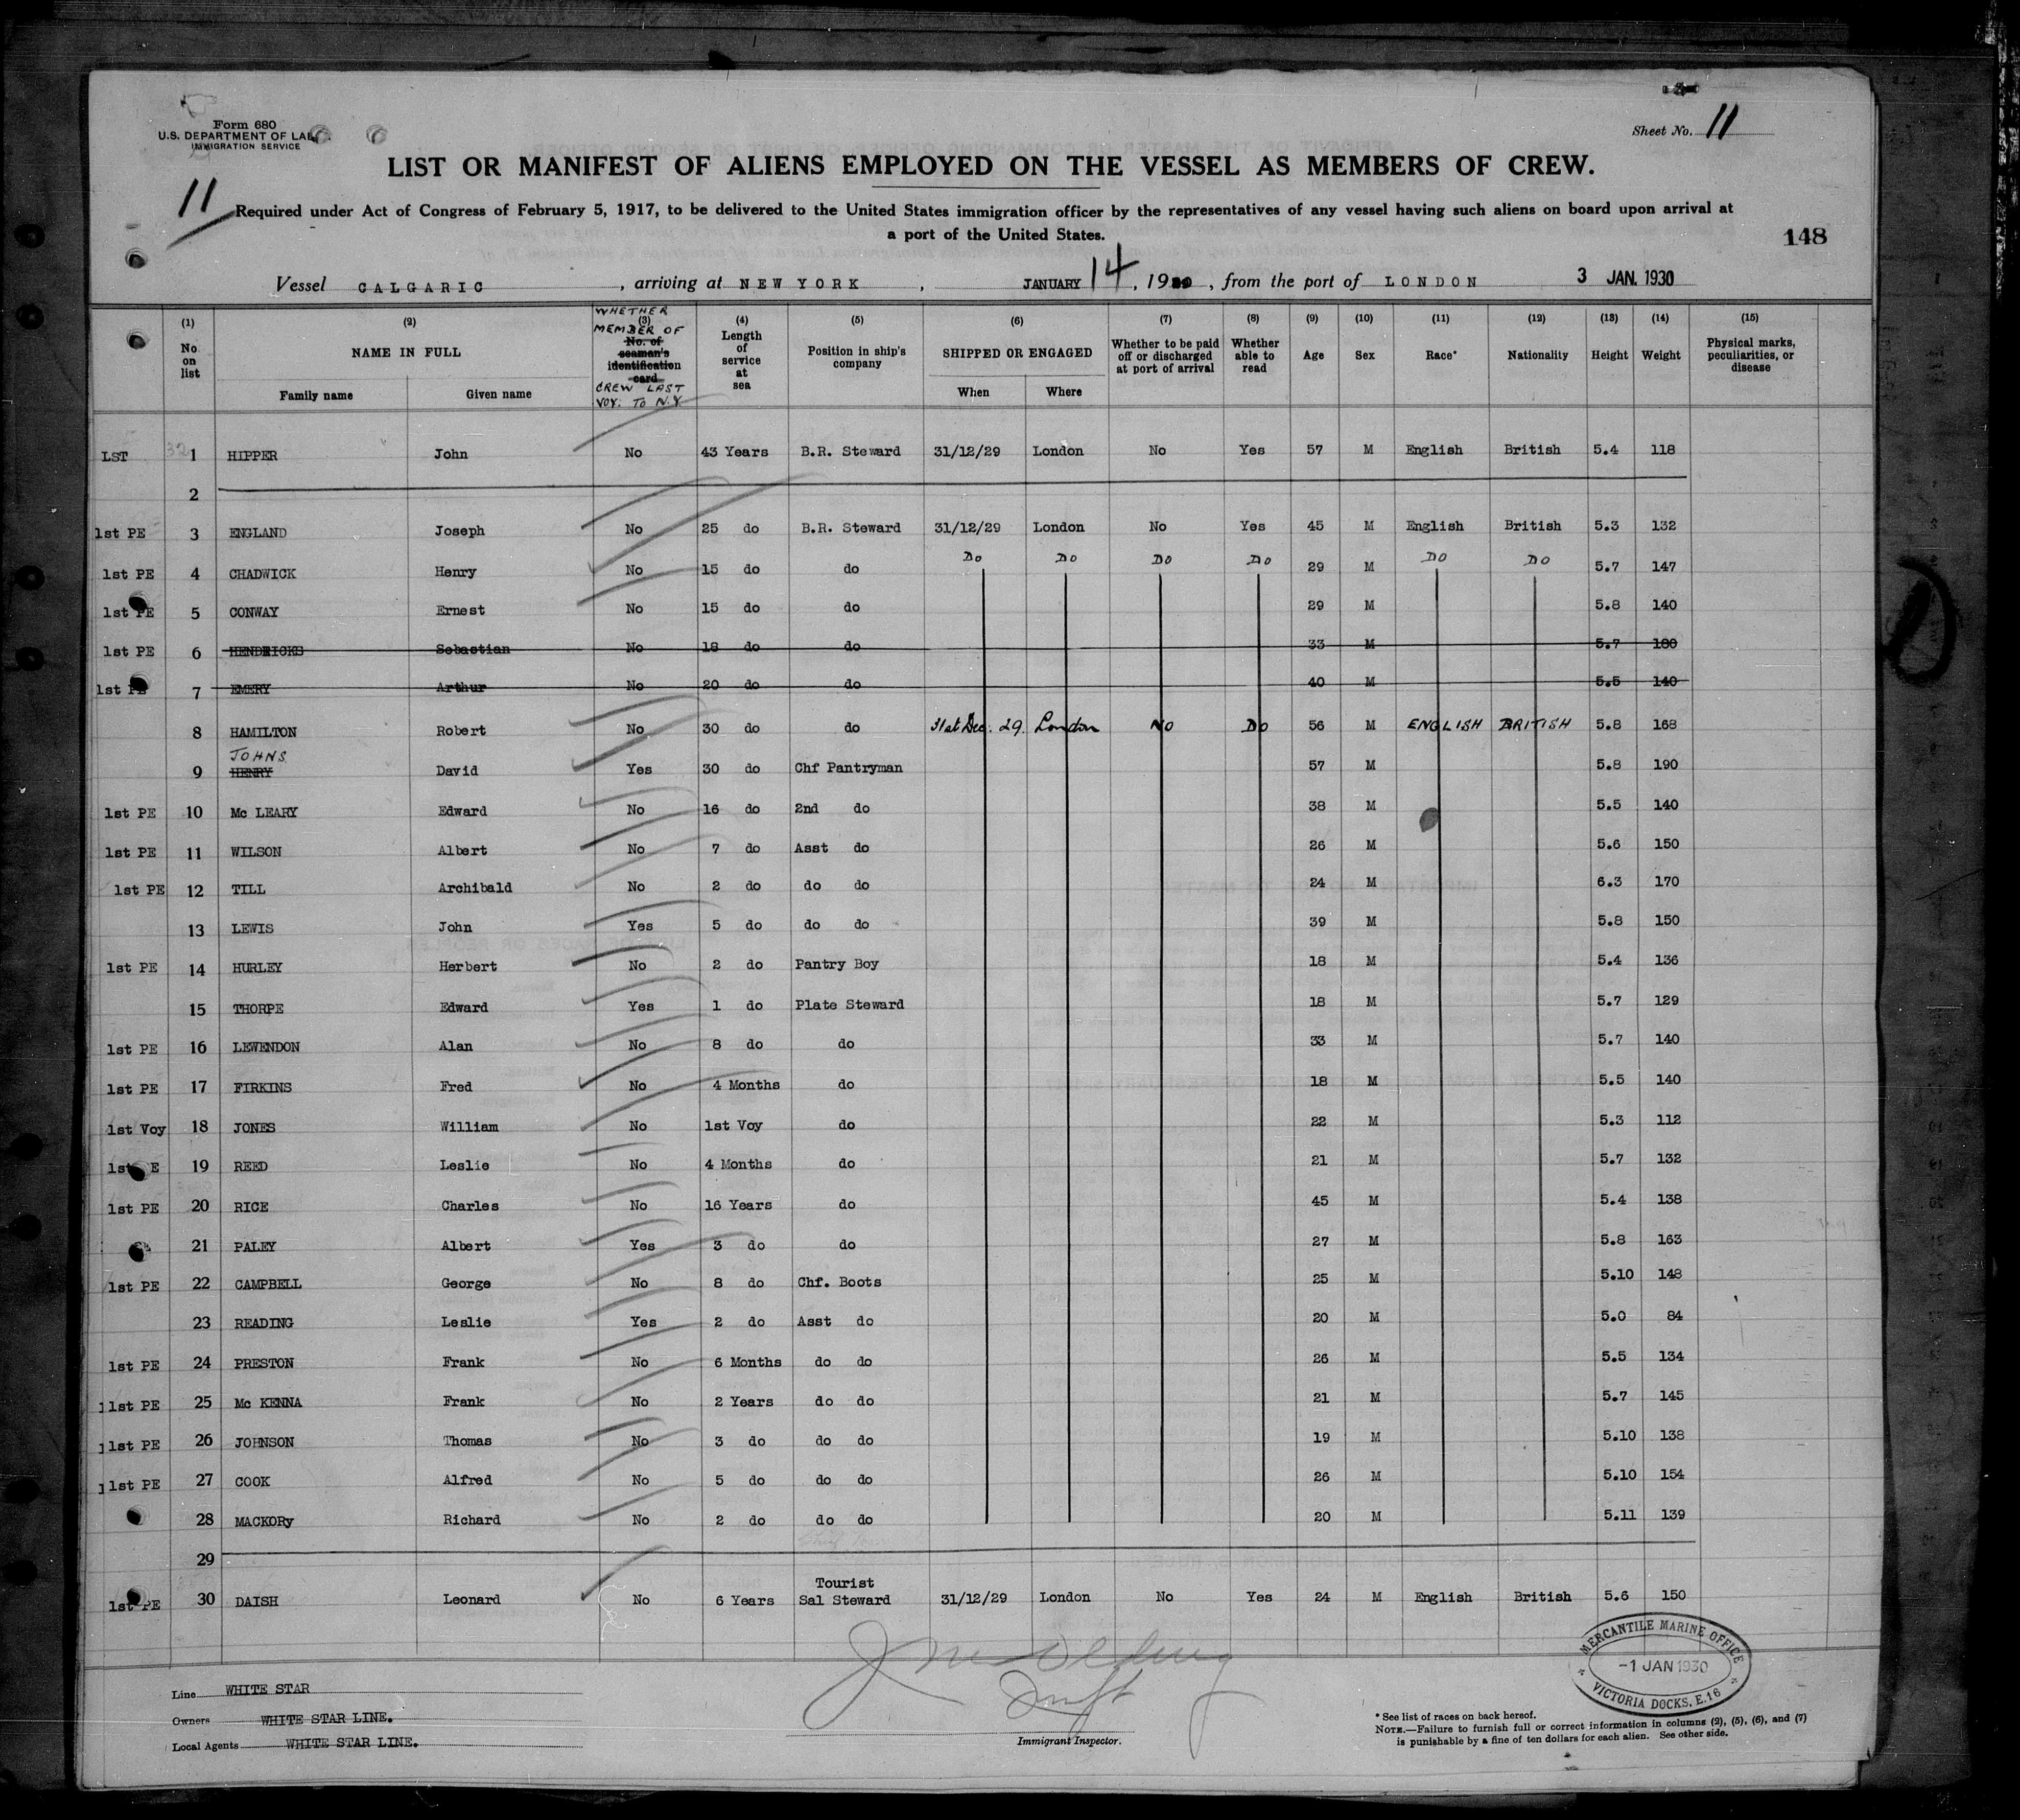 Form 680
U.S. DEPARTMENT OF LA
IMMIGRATION SERVICE
Sheet No. 11
LIST OR MANIFEST OF ALIENS EMPLOYED ON THE VESSEL AS MEMBERS OF CREW.
11
Required under Act of Congress of February 5, 1917, to be delivered to the United States immigration officer by the representatives of any vessel having such aliens on board upon arrival at
a port of the United States.
148
Vessel CALGARIC, arriving at NEW YORK, JANUARY 14, 1930, from the port of LONDON 3 JAN. 1930
(1) No. on list
(2) NAME IN FULL
Family name Given name
WHETHER MEMBER OF
(3) No. of seaman's identification card
CREW LAST VOY. TO N.Y.
(4) Length of service at sea
(5) Position in ship's company
(6) SHIPPED OR ENGAGED
When Where
(7) Whether to be paid off or discharged at port of arrival
(8) Whether able to read
(9) Age
(10) Sex
(11) Race*
(12) Nationality
(13) Height
(14) Weight
(15) Physical marks, peculiarities, or disease
LST 1 HIPPER John No 43 Years B.R. Steward 31/12/29 London No Yes 57 M English British 5.4 118
2
1st PE 3 ENGLAND Joseph No 25 do B.R. Steward 31/12/29 London No Yes 45 M English British 5.3 132
1st PE 4 CHADWICK Henry No 15 do do Do Do Do Do 29 M Do Do 5.7 147
1st PE 5 CONWAY Ernest No 15 do do 29 M 5.8 140
1st PE 6 HENDRICKS Sebastian No 18 do do 33 M 5.7 180
1st PE 7 EMERY Arthur No 20 do do 40 M 5.5 140
8 HAMILTON Robert No 30 do do 31st Dec. 29. London No Do 56 M ENGLISH BRITISH 5.8 168
JOHNS
9 HENRY David Yes 30 do Chf Pantryman 57 M 5.8 190
1st PE 10 Mc LEARY Edward No 16 do 2nd do 38 M 5.5 140
1st PE 11 WILSON Albert No 7 do Asst do 26 M 5.6 150
1st PE 12 TILL Archibald No 2 do do do 24 M 6.3 170
13 LEWIS John Yes 5 do do do 39 M 5.8 150
1st PE 14 HURLEY Herbert No 2 do Pantry Boy 18 M 5.4 136
15 THORPE Edward Yes 1 do Plate Steward 18 M 5.7 129
1st PE 16 LEWENDON Alan No 8 do do 33 M 5.7 140
1st PE 17 FIRKINS Fred No 4 Months do 18 M 5.5 140
1st Voy 18 JONES William No 1st Voy do 22 M 5.3 112
1st E 19 REED Leslie No 4 Months do 21 M 5.7 132
1st PE 20 RICE Charles No 16 Years do 45 M 5.4 138
21 PALEY Albert Yes 3 do do 27 M 5.8 163
1st PE 22 CAMPBELL George No 8 do Chf. Boots 25 M 5.10 148
23 READING Leslie Yes 2 do Asst do 20 M 5.0 84
1st PE 24 PRESTON Frank No 6 Months do do 26 M 5.5 134
1st PE 25 Mc KENNA Frank No 2 Years do do 21 M 5.7 145
1st PE 26 JOHNSON Thomas No 3 do do do 19 M 5.10 138
1st PE 27 COOK Alfred No 5 do do do 26 M 5.10 154
28 MACKORy Richard No 2 do do do 20 M 5.11 139
29
Tourist
1st PE 30 DAISH Leonard No 6 Years Sal Steward 31/12/29 London No Yes 24 M English British 5.6 150
MERCANTILE MARINE OFFICE
-1 JAN 1930
VICTORIA DOCKS, E.16
Line WHITE STAR
Owners WHITE STAR LINE.
Local Agents WHITE STAR LINE.
Immigrant Inspector.
* See list of races on back hereof.
NOTE.—Failure to furnish full or correct information in columns (2), (5), (6), and (7)
is punishable by a fine of ten dollars for each alien. See other side.